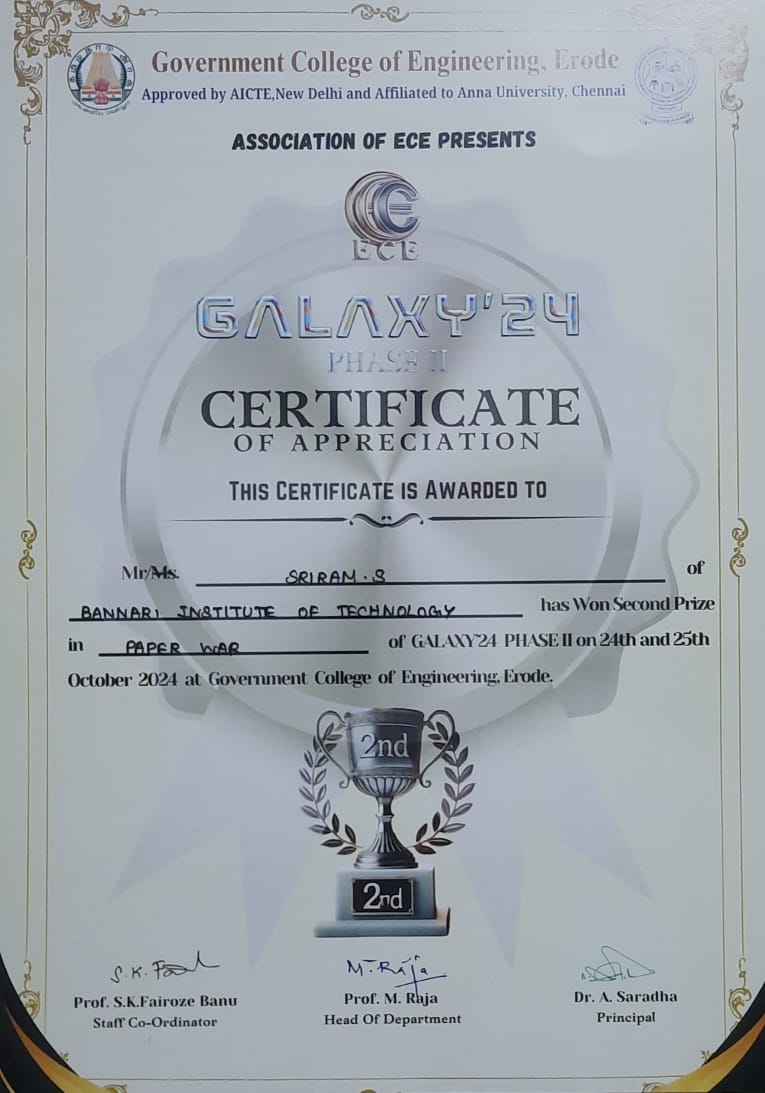 Government College of Engineering, Erode
Approved by AICTE,New Delhi and Affiliated to Anna University, Chennai
ASSOCIATION OF ECE PRESENTS
ECE
GALAXY'24
PHASE II
CERTIFICATE
OF APPRECIATION
THIS CERTIFICATE IS AWARDED TO
Mr/Ms. SRIRAM.S of
BANNARI INSTITUTE OF TECHNOLOGY has Won Second Prize
in PAPER WAR of GALAXY'24 PHASE II on 24th and 25th
October 2024 at Government College of Engineering, Erode.
2nd
2nd
S.K. M. Raja
Prof. S.K.Fairoze Banu Prof. M. Raja Dr. A. Saradha
Staff Co-Ordinator Head Of Department Principal